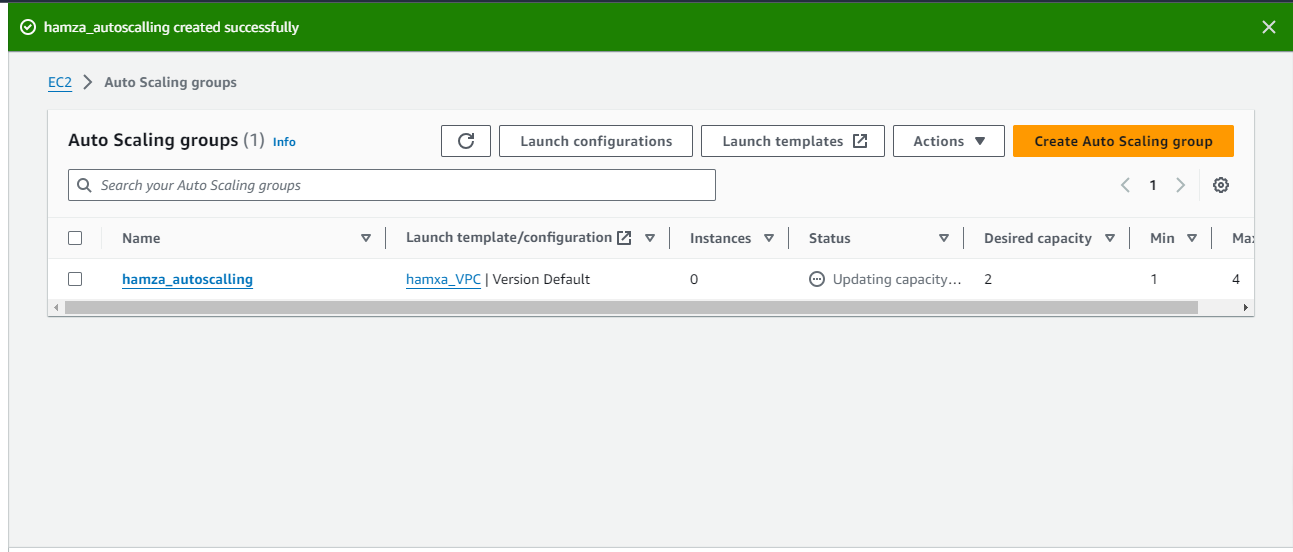 hamza_autoscalling created successfully
EC2 Auto Scaling groups
Auto Scaling groups (1) Info Launch configurations Launch templates Actions Create Auto Scaling group
Search your Auto Scaling groups 1
Name Launch template/configuration Instances Status Desired capacity Min Max
hamza_autoscalling hamxa_VPC | Version Default 0 Updating capacity... 2 1 4